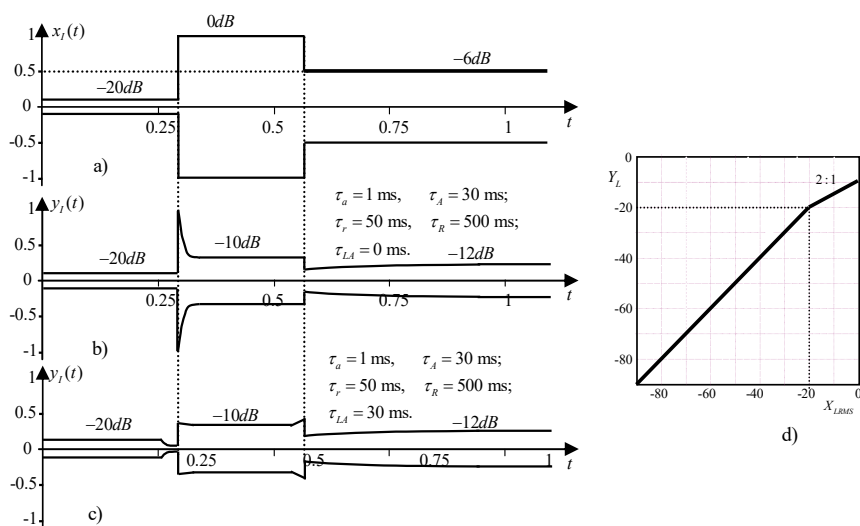 x_I(t)
1
0dB
0.5
−6dB
−20dB
0
0.25
0.5
0.75
1
t
-0.5
-1
a)
y_I(t)
1
τ_a = 1 ms, τ_A = 30 ms;
τ_r = 50 ms, τ_R = 500 ms;
τ_LA = 0 ms.
0.5
−20dB
−10dB
−12dB
0
0.25
0.5
0.75
1
t
-0.5
-1
b)
y_I(t)
1
τ_a = 1 ms, τ_A = 30 ms;
τ_r = 50 ms, τ_R = 500 ms;
τ_LA = 30 ms.
0.5
−20dB
−10dB
−12dB
0
0.25
0.5
0.75
1
t
-0.5
-1
c)
0
Y_L
2:1
-20
-40
-60
-80
-80 -60 -40 -20 0
X_LRMS
d)